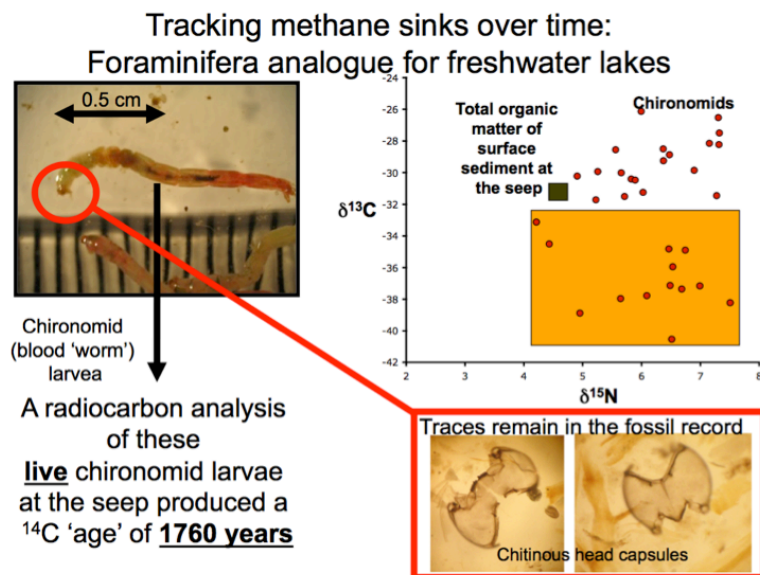 Tracking methane sinks over time:
Foraminifera analogue for freshwater lakes
0.5 cm
Chironomid
(blood ‘worm’)
larvea
A radiocarbon analysis
of these
live chironomid larvae
at the seep produced a
¹⁴C ‘age’ of 1760 years
-24
-26
-28
-30
-32
-34
-36
-38
-40
-42
δ¹³C
Total organic
matter of
surface
sediment at
the seep
Chironomids
2
3
4
5
6
7
8
δ¹⁵N
Traces remain in the fossil record
Chitinous head capsules